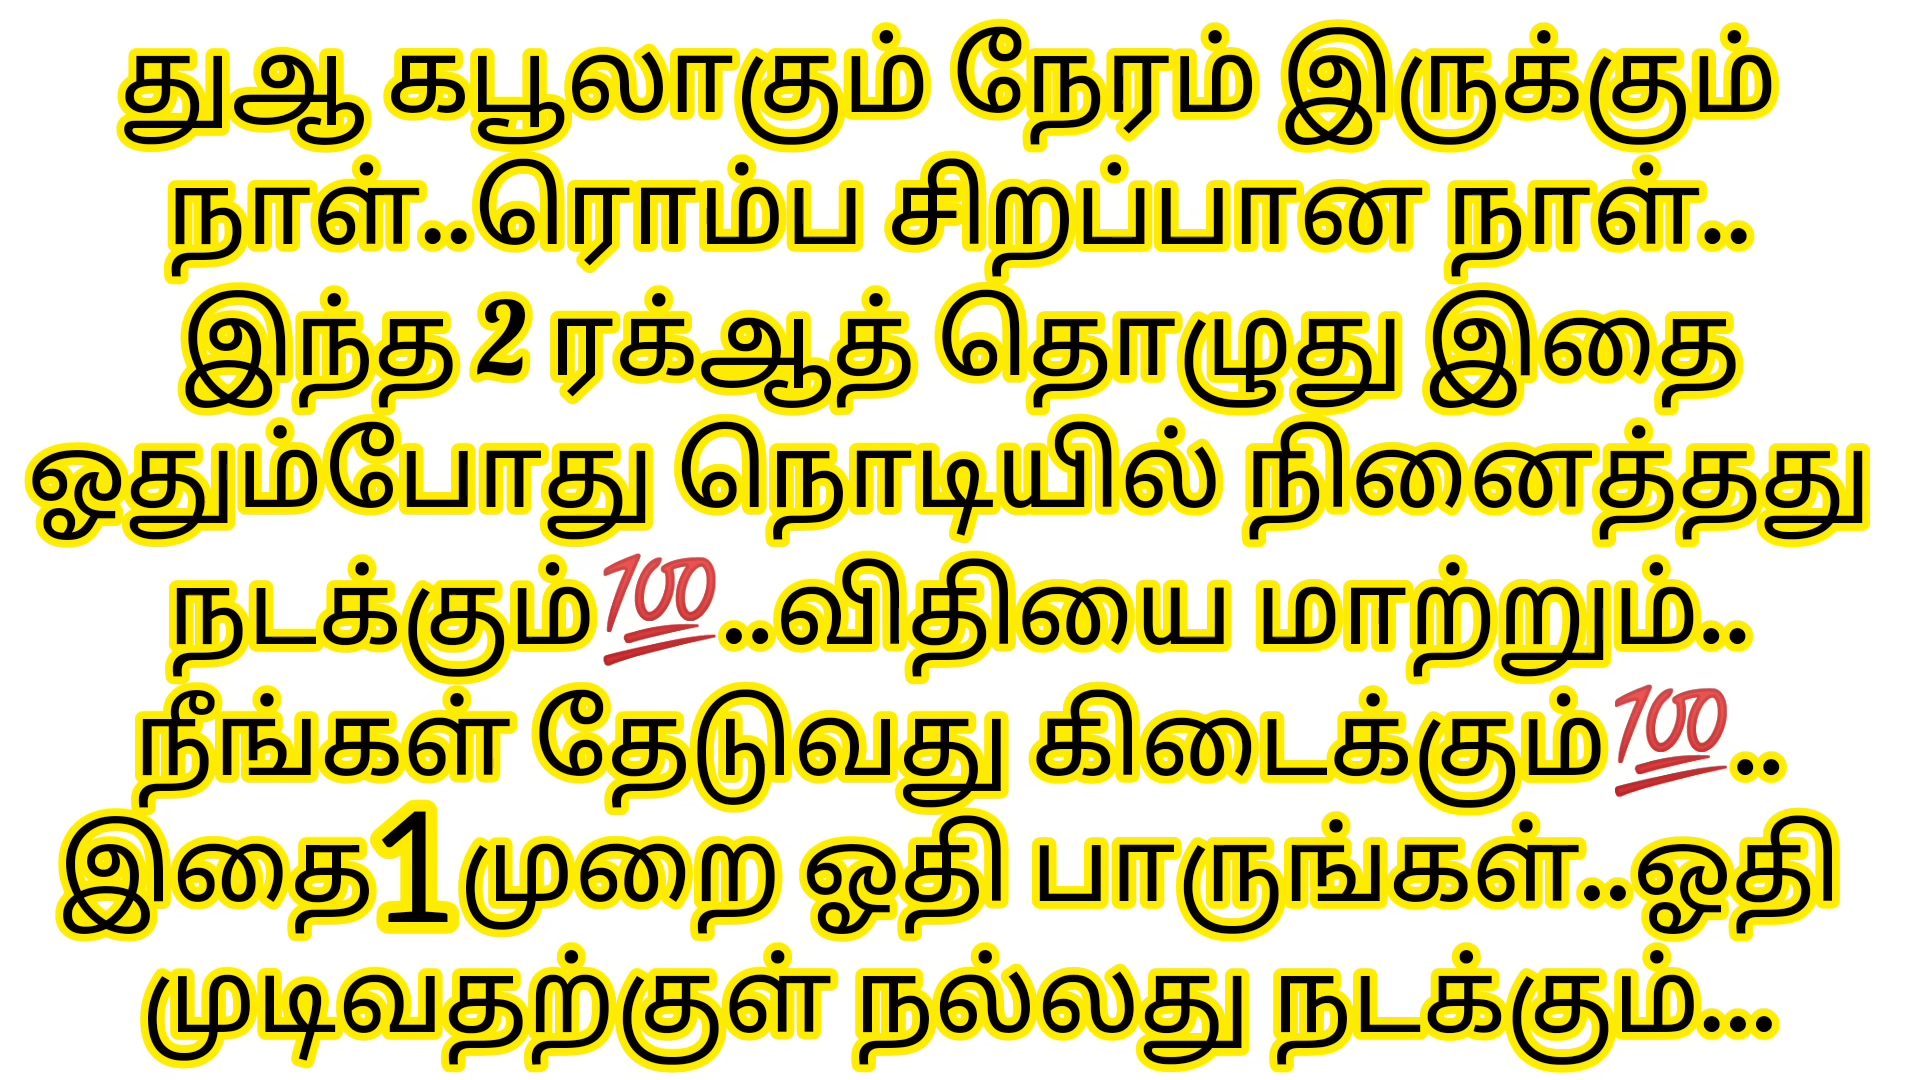 துஆ கபூலாகும் நேரம் இருக்கும்
நாள்..ரொம்ப சிறப்பான நாள்..
இந்த 2 ரக்ஆத் தொழுது இதை
ஓதும்போது நொடியில் நினைத்தது
நடக்கும்💯..விதியை மாற்றும்..
நீங்கள் தேடுவது கிடைக்கும்💯..
இதை1முறை ஓதி பாருங்கள்..ஓதி
முடிவதற்குள் நல்லது நடக்கும்...